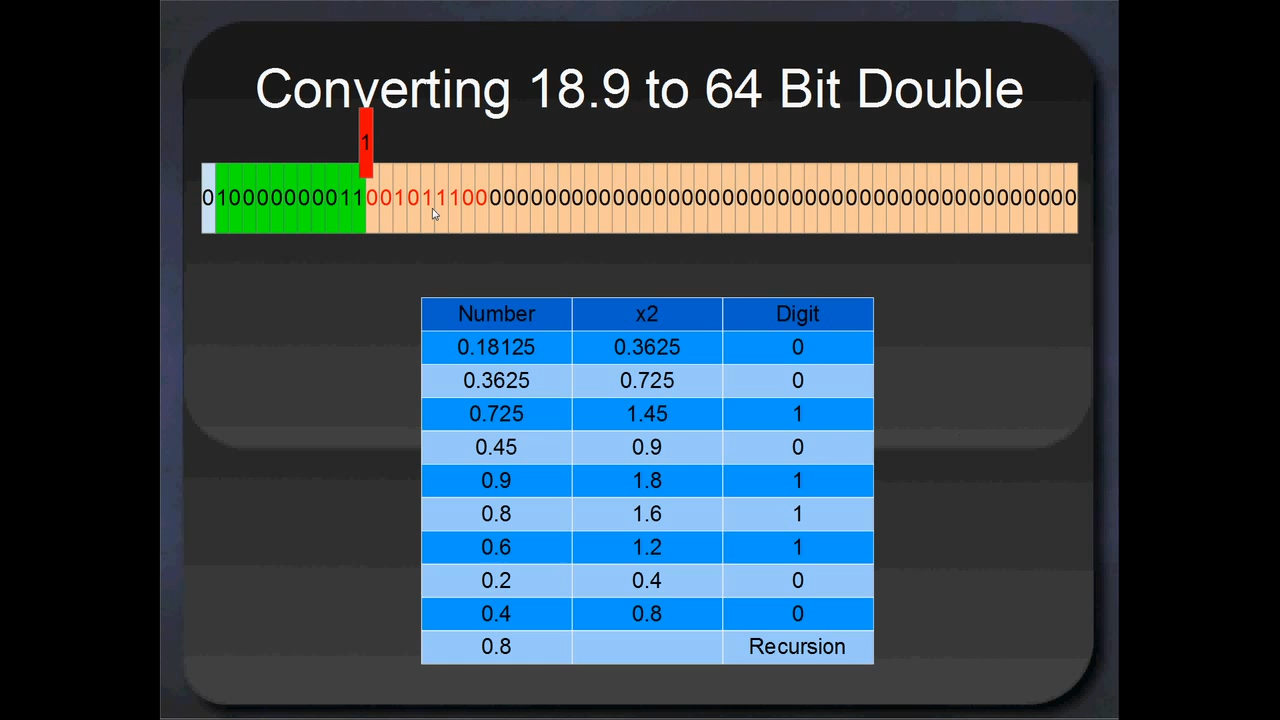 Converting 18.9 to 64 Bit Double
1
0100000000110010111000000000000000000000000000000000000000000000
Number x2 Digit
0.18125 0.3625 0
0.3625 0.725 0
0.725 1.45 1
0.45 0.9 0
0.9 1.8 1
0.8 1.6 1
0.6 1.2 1
0.2 0.4 0
0.4 0.8 0
0.8 Recursion